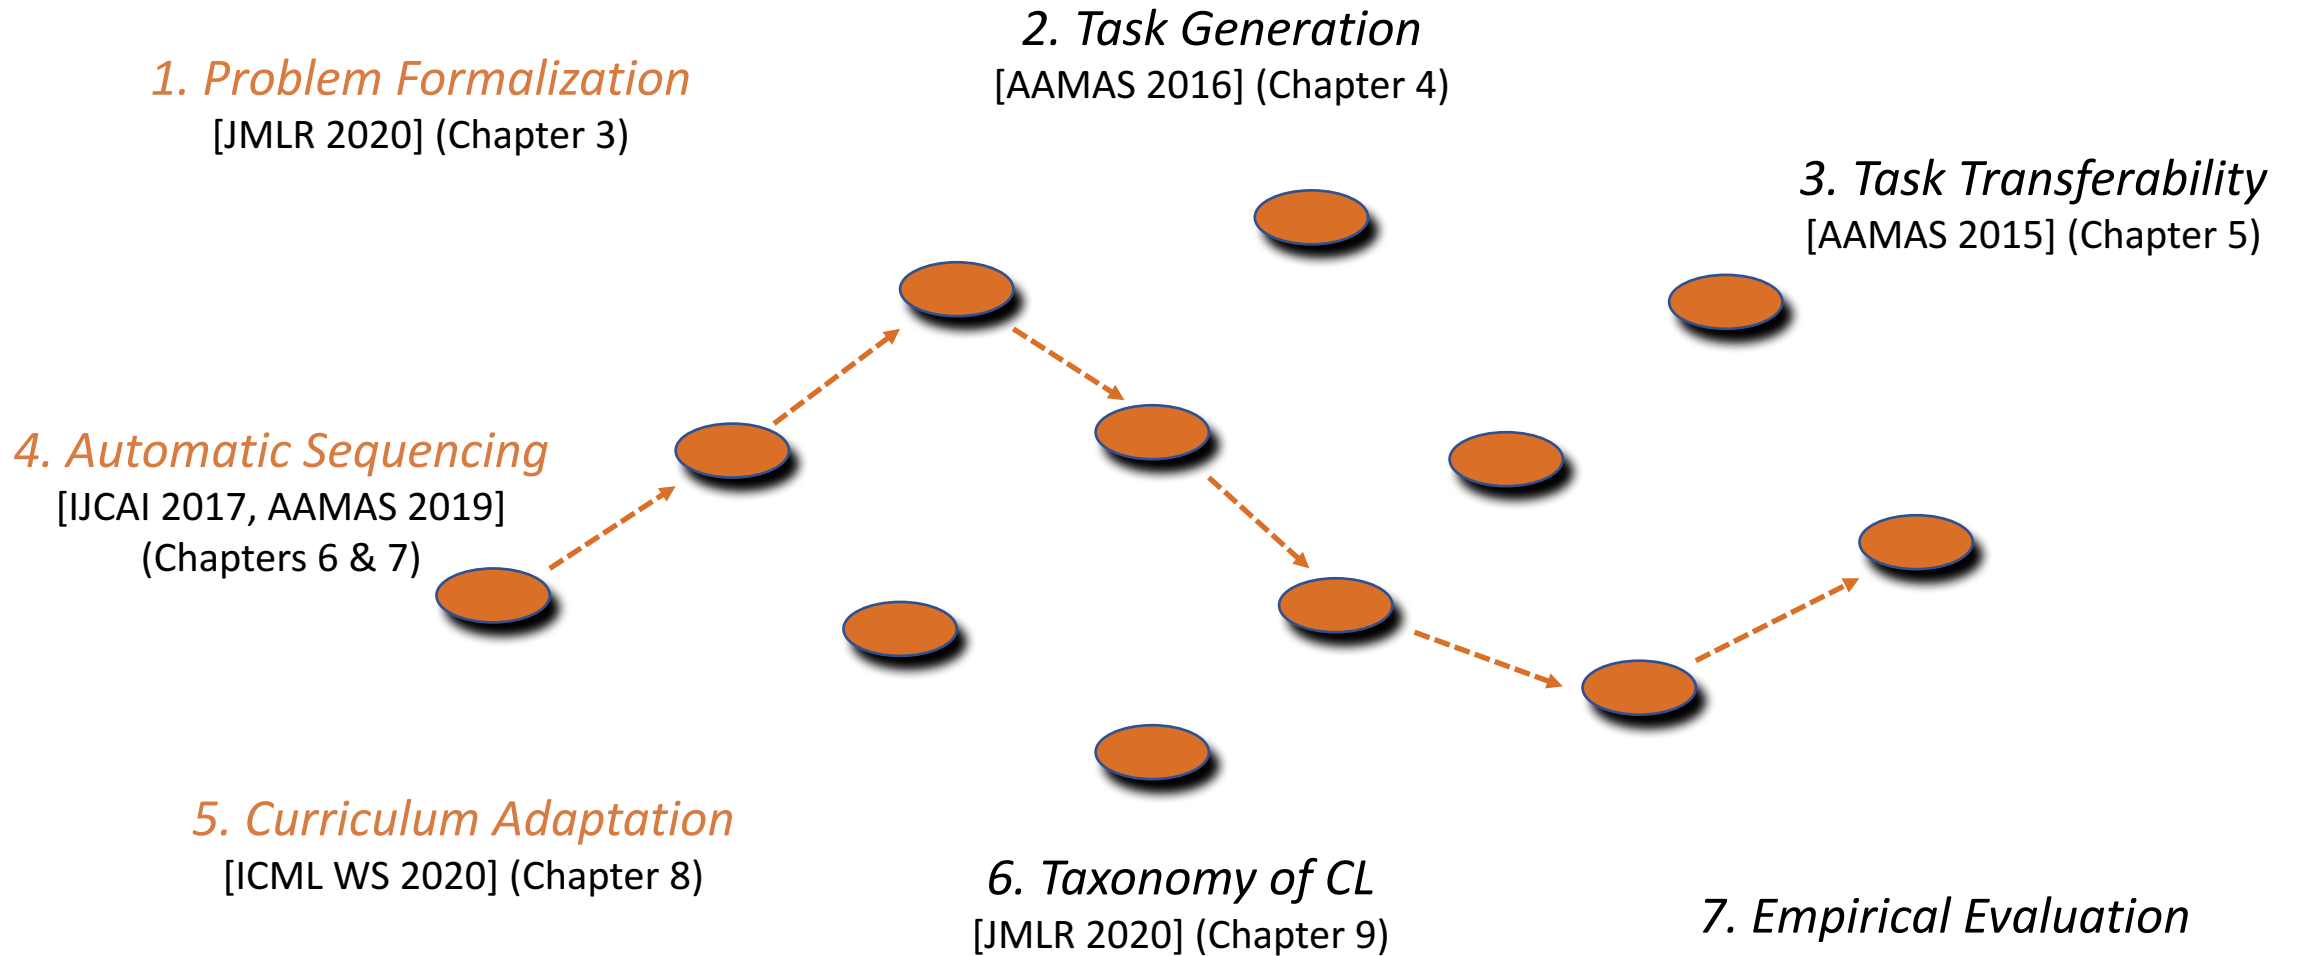 1. Problem Formalization
[JMLR 2020] (Chapter 3)
2. Task Generation
[AAMAS 2016] (Chapter 4)
3. Task Transferability
[AAMAS 2015] (Chapter 5)
4. Automatic Sequencing
[IJCAI 2017, AAMAS 2019]
(Chapters 6 & 7)
5. Curriculum Adaptation
[ICML WS 2020] (Chapter 8)
6. Taxonomy of CL
[JMLR 2020] (Chapter 9)
7. Empirical Evaluation